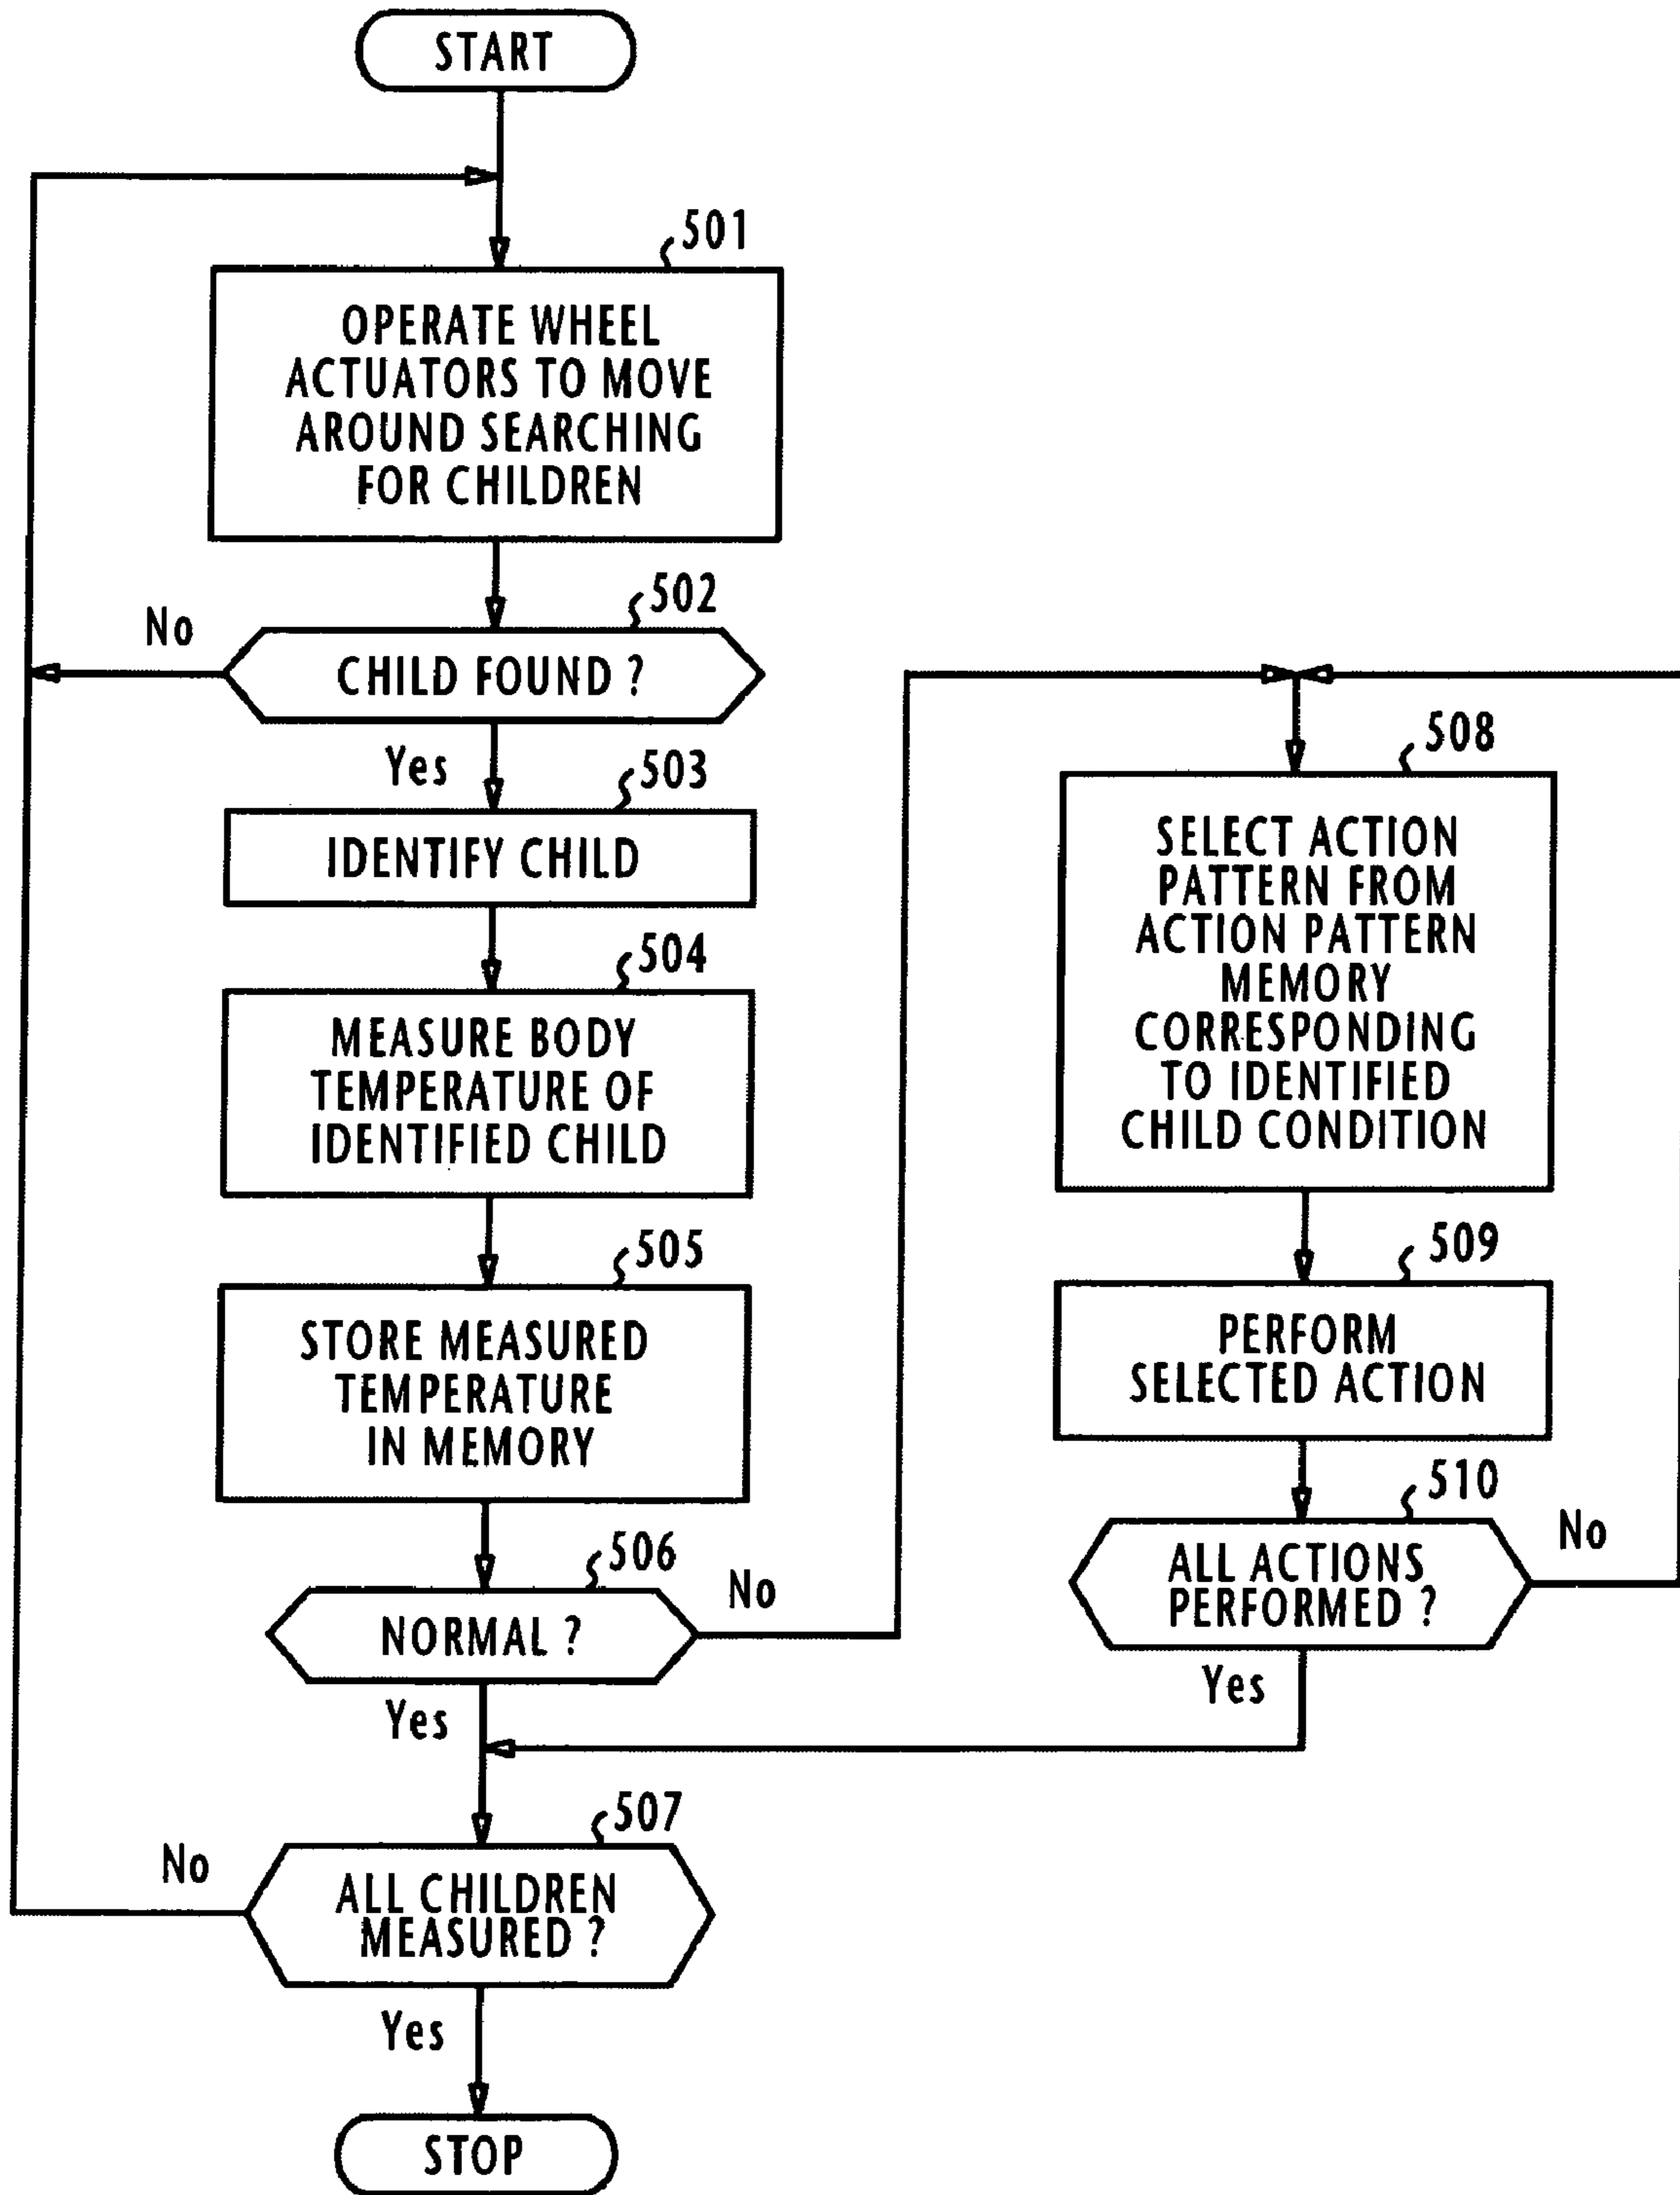 START
501
OPERATE WHEEL
ACTUATORS TO MOVE
AROUND SEARCHING
FOR CHILDREN
502
No
CHILD FOUND ?
Yes
503
IDENTIFY CHILD
504
MEASURE BODY
TEMPERATURE OF
IDENTIFIED CHILD
505
STORE MEASURED
TEMPERATURE
IN MEMORY
506
No
NORMAL ?
Yes
507
No
ALL CHILDREN
MEASURED ?
Yes
STOP
508
SELECT ACTION
PATTERN FROM
ACTION PATTERN
MEMORY
CORRESPONDING
TO IDENTIFIED
CHILD CONDITION
509
PERFORM
SELECTED ACTION
510
No
ALL ACTIONS
PERFORMED ?
Yes